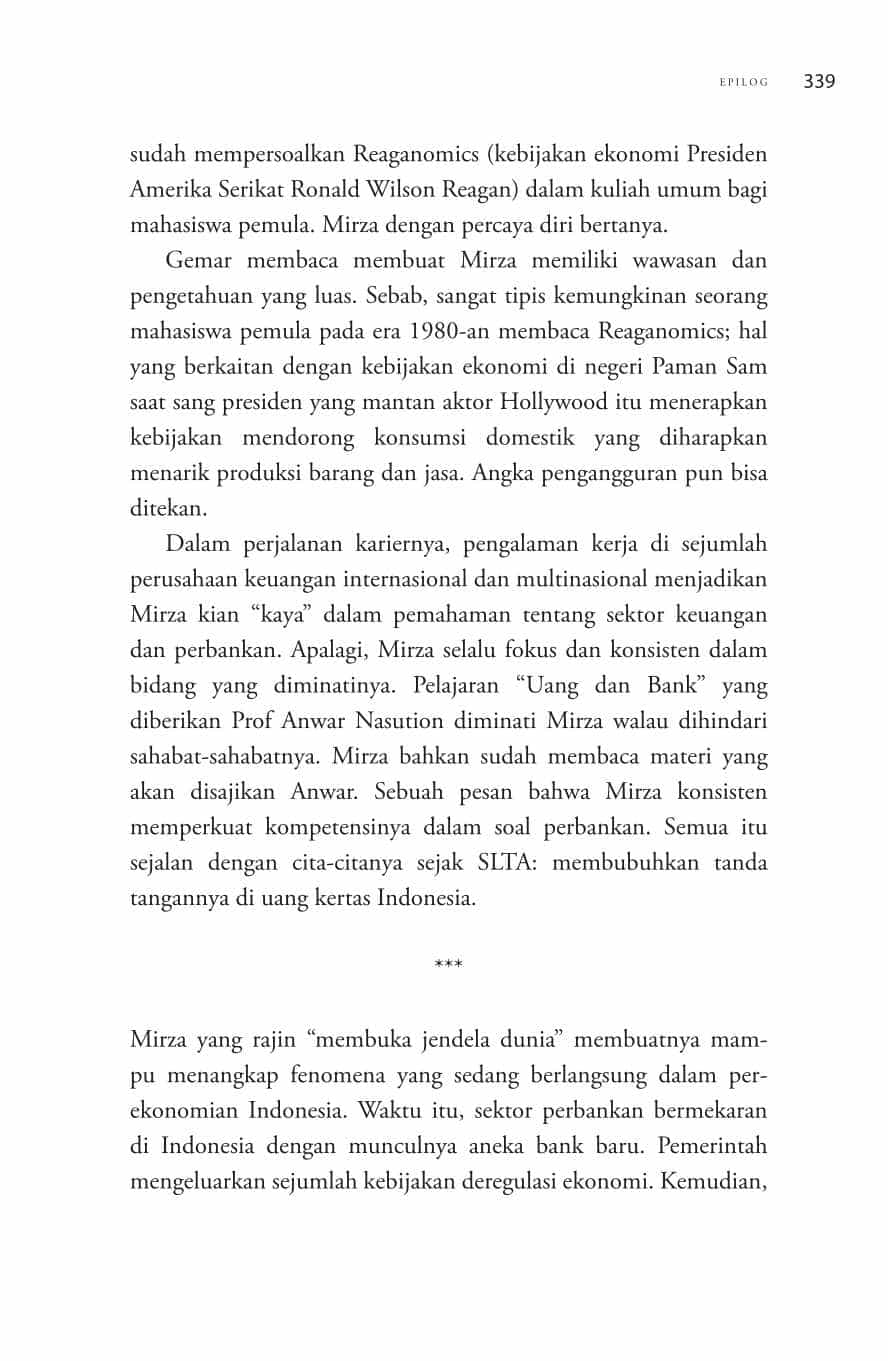 EPILOG 339
sudah mempersoalkan Reaganomics (kebijakan ekonomi Presiden
Amerika Serikat Ronald Wilson Reagan) dalam kuliah umum bagi
mahasiswa pemula. Mirza dengan percaya diri bertanya.
Gemar membaca membuat Mirza memiliki wawasan dan
pengetahuan yang luas. Sebab, sangat tipis kemungkinan seorang
mahasiswa pemula pada era 1980-an membaca Reaganomics; hal
yang berkaitan dengan kebijakan ekonomi di negeri Paman Sam
saat sang presiden yang mantan aktor Hollywood itu menerapkan
kebijakan mendorong konsumsi domestik yang diharapkan
menarik produksi barang dan jasa. Angka pengangguran pun bisa
ditekan.
Dalam perjalanan kariernya, pengalaman kerja di sejumlah
perusahaan keuangan internasional dan multinasional menjadikan
Mirza kian “kaya” dalam pemahaman tentang sektor keuangan
dan perbankan. Apalagi, Mirza selalu fokus dan konsisten dalam
bidang yang diminatinya. Pelajaran “Uang dan Bank” yang
diberikan Prof Anwar Nasution diminati Mirza walau dihindari
sahabat-sahabatnya. Mirza bahkan sudah membaca materi yang
akan disajikan Anwar. Sebuah pesan bahwa Mirza konsisten
memperkuat kompetensinya dalam soal perbankan. Semua itu
sejalan dengan cita-citanya sejak SLTA: membubuhkan tanda
tangannya di uang kertas Indonesia.
***
Mirza yang rajin “membuka jendela dunia” membuatnya mam-
pu menangkap fenomena yang sedang berlangsung dalam per-
ekonomian Indonesia. Waktu itu, sektor perbankan bermekaran
di Indonesia dengan munculnya aneka bank baru. Pemerintah
mengeluarkan sejumlah kebijakan deregulasi ekonomi. Kemudian,